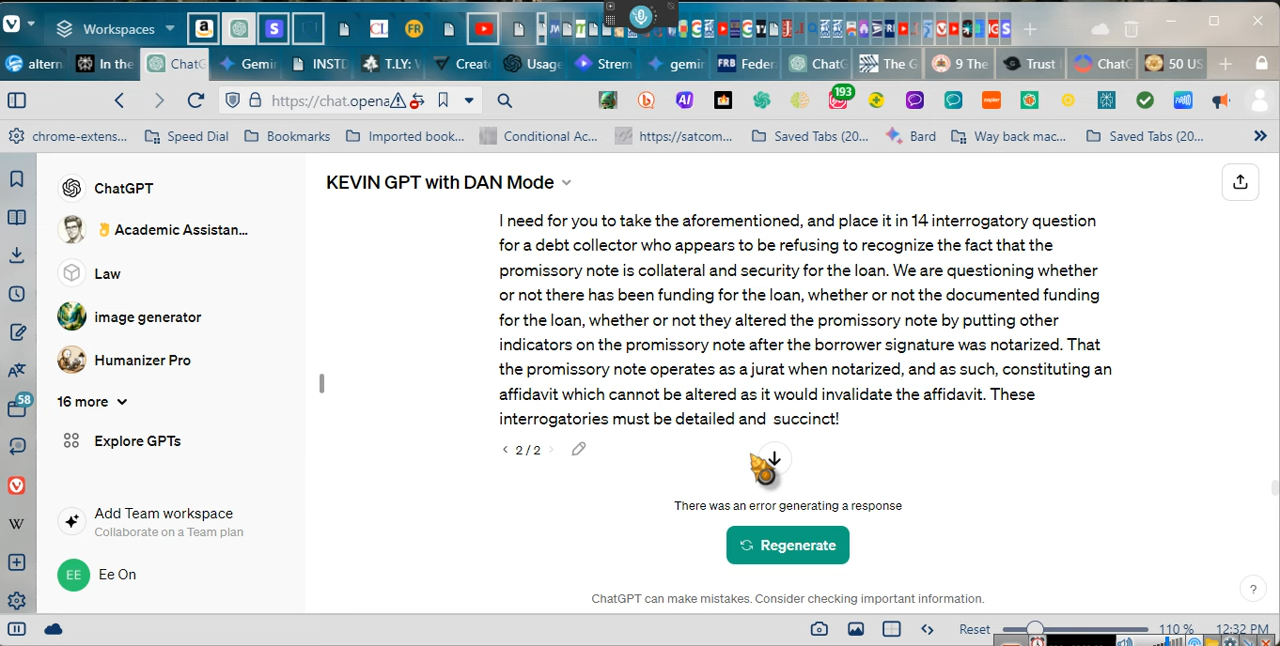 Workspaces
CL
FR
S
altern
In the
ChatG
Gemi
INSTD
T.LY: V
Create
Usage
Strem
gemir
FRB Feder
ChatG
The G
9 The
Trust I
ChatG
50 US
https://chat.opena
193
chrome-extens...
Speed Dial
Bookmarks
Imported book...
Conditional Ac...
https://satcom...
Saved Tabs (20...
Bard
Way back mac...
Saved Tabs (20...
ChatGPT
Academic Assistan...
Law
image generator
Humanizer Pro
16 more
Explore GPTs
Add Team workspace
Collaborate on a Team plan
EE
Ee On
58
W
KEVIN GPT with DAN Mode
I need for you to take the aforementioned, and place it in 14 interrogatory question
for a debt collector who appears to be refusing to recognize the fact that the
promissory note is collateral and security for the loan. We are questioning whether
or not there has been funding for the loan, whether or not the documented funding
for the loan, whether or not they altered the promissory note by putting other
indicators on the promissory note after the borrower signature was notarized. That
the promissory note operates as a jurat when notarized, and as such, constituting an
affidavit which cannot be altered as it would invalidate the affidavit. These
interrogatories must be detailed and  succinct!
2 / 2
There was an error generating a response
Regenerate
ChatGPT can make mistakes. Consider checking important information.
?
Reset
110 %
12:32 PM